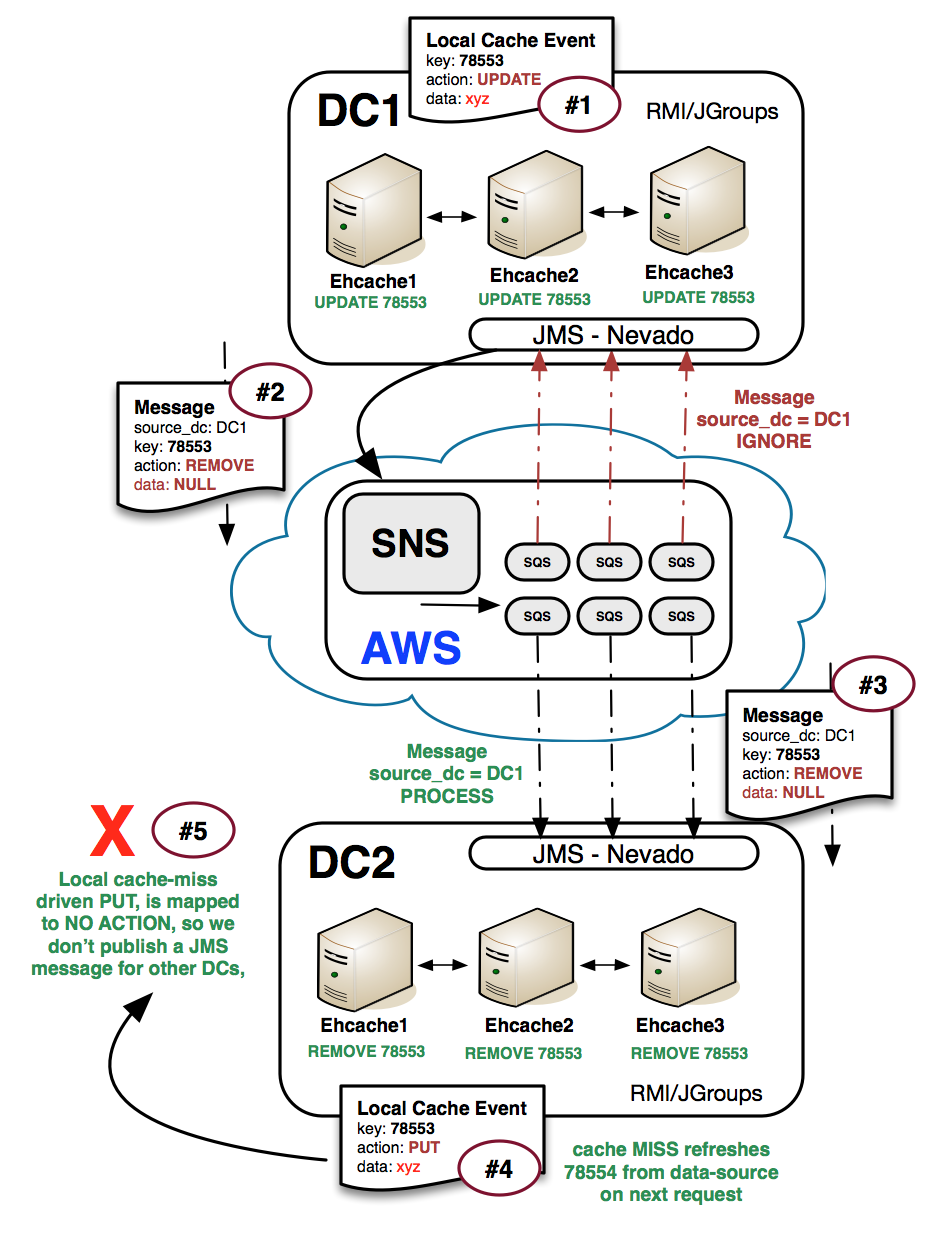 Local Cache Event
key: 78553
action: UPDATE
data: xyz
#1
DC1
RMI/JGroups
Ehcache1
UPDATE 78553
Ehcache2
UPDATE 78553
Ehcache3
UPDATE 78553
JMS - Nevado
#2
Message
source_dc: DC1
key: 78553
action: REMOVE
data: NULL
Message
source_dc = DC1
IGNORE
SNS
SQS
SQS
SQS
SQS
SQS
SQS
AWS
#3
Message
source_dc: DC1
key: 78553
action: REMOVE
data: NULL
Message
source_dc = DC1
PROCESS
X
#5
Local cache-miss
driven PUT, is mapped
to NO ACTION, so we
don't publish a JMS
message for other DCs,
JMS - Nevado
DC2
Ehcache1
REMOVE 78553
Ehcache2
REMOVE 78553
Ehcache3
REMOVE 78553
RMI/JGroups
Local Cache Event
key: 78553
action: PUT
data: xyz
#4
cache MISS refreshes
78554 from data-source
on next request